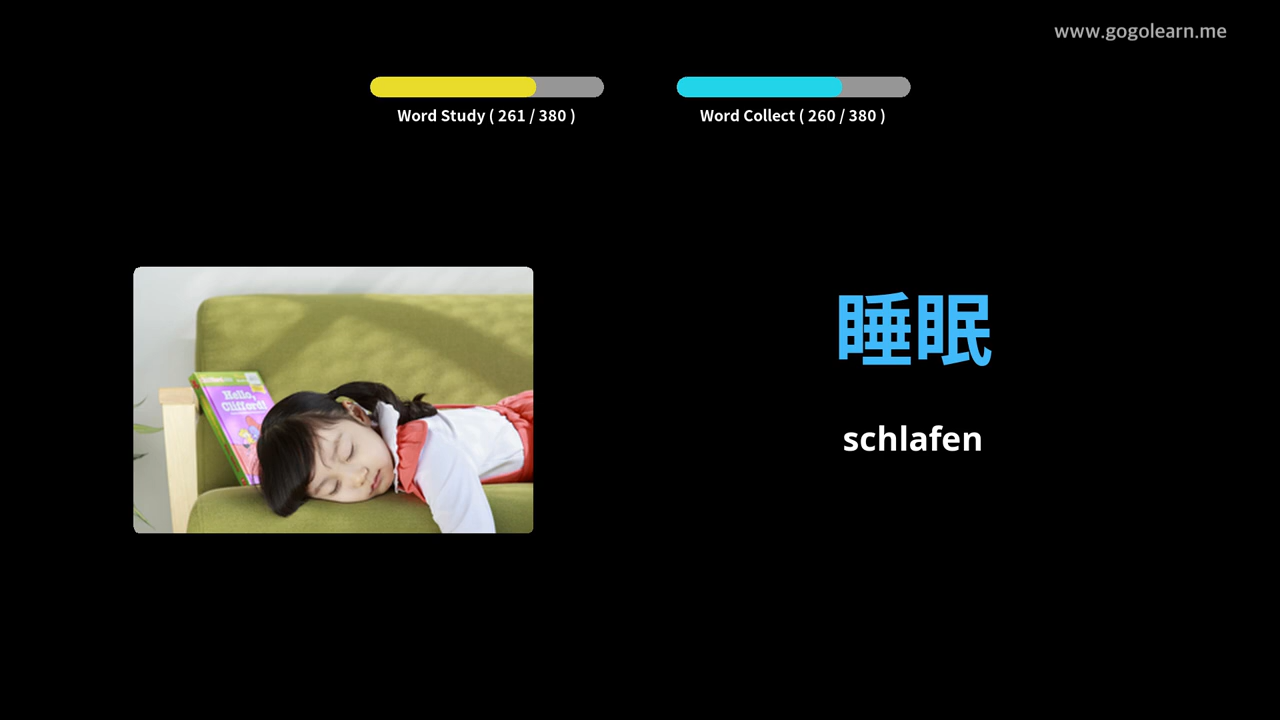 www.gogolearn.me
Word Study ( 261 / 380 )
Word Collect ( 260 / 380 )
睡眠
schlafen
Hello,
Clifford!